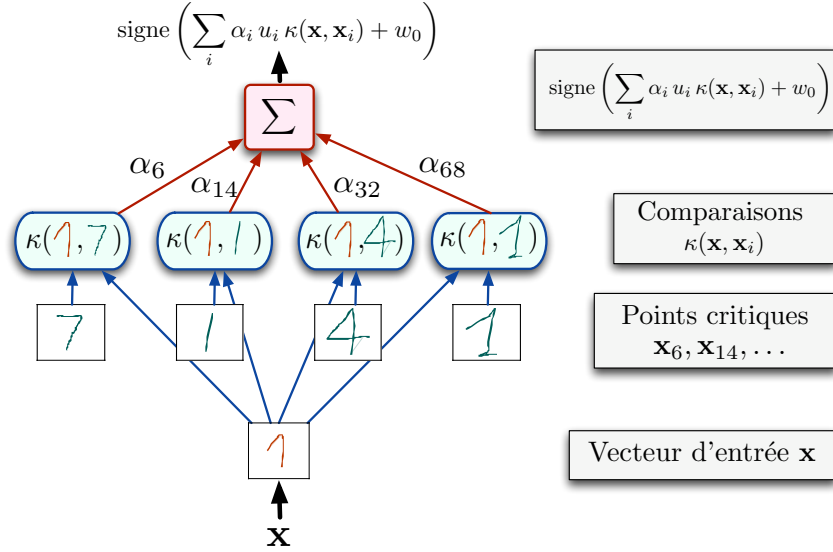 signe (∑_i α_i u_i κ(𝐱, 𝐱_i) + w_0)
signe (∑_i α_i u_i κ(𝐱, 𝐱_i) + w_0)
∑
α_6
α_14
α_32
α_68
κ(1,7)
κ(1,1)
κ(1,4)
κ(1,1)
Comparaisons
κ(𝐱, 𝐱_i)
7
1
4
1
Points critiques
𝐱_6, 𝐱_14, . . .
1
Vecteur d'entrée 𝐱
𝐱